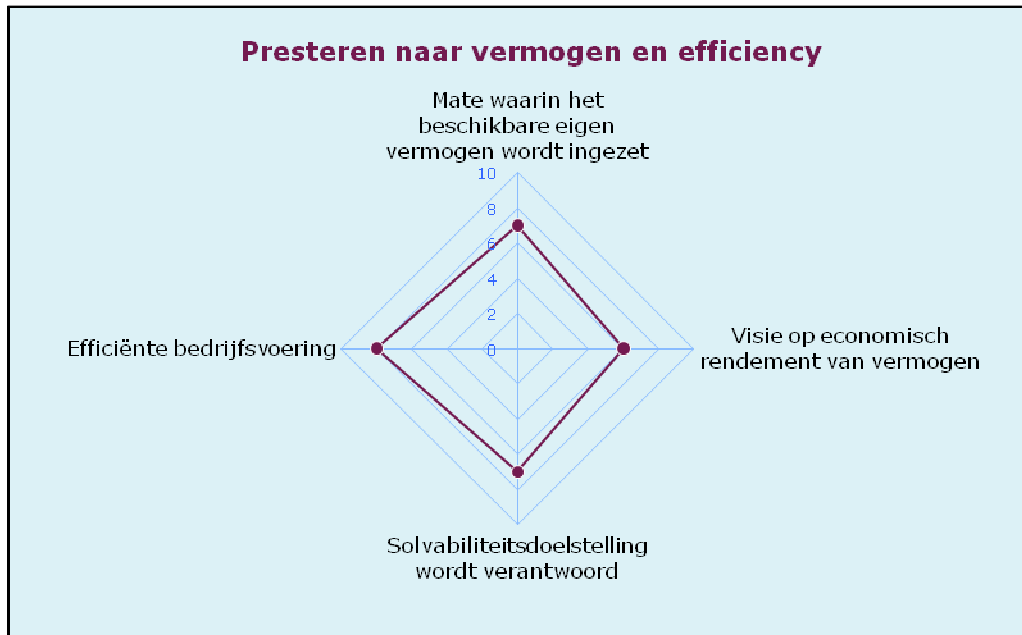 Presteren naar vermogen en efficiency
Mate waarin het
beschikbare eigen
vermogen wordt ingezet
10
8
6
4
2
0
Efficiënte bedrijfsvoering
Visie op economisch
rendement van vermogen
Solvabiliteitsdoelstelling
wordt verantwoord